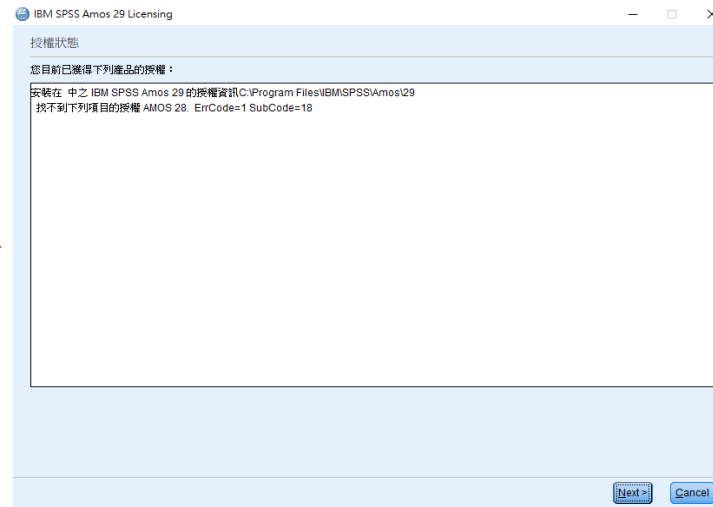 IBM SPSS Amos 29 Licensing
授權狀態
您目前已獲得下列產品的授權：
安裝在 中之 IBM SPSS Amos 29 的授權資訊C:\Program Files\IBM\SPSS\Amos\29
找不到下列項目的授權 AMOS 28. ErrCode=1 SubCode=18
Next >
Cancel